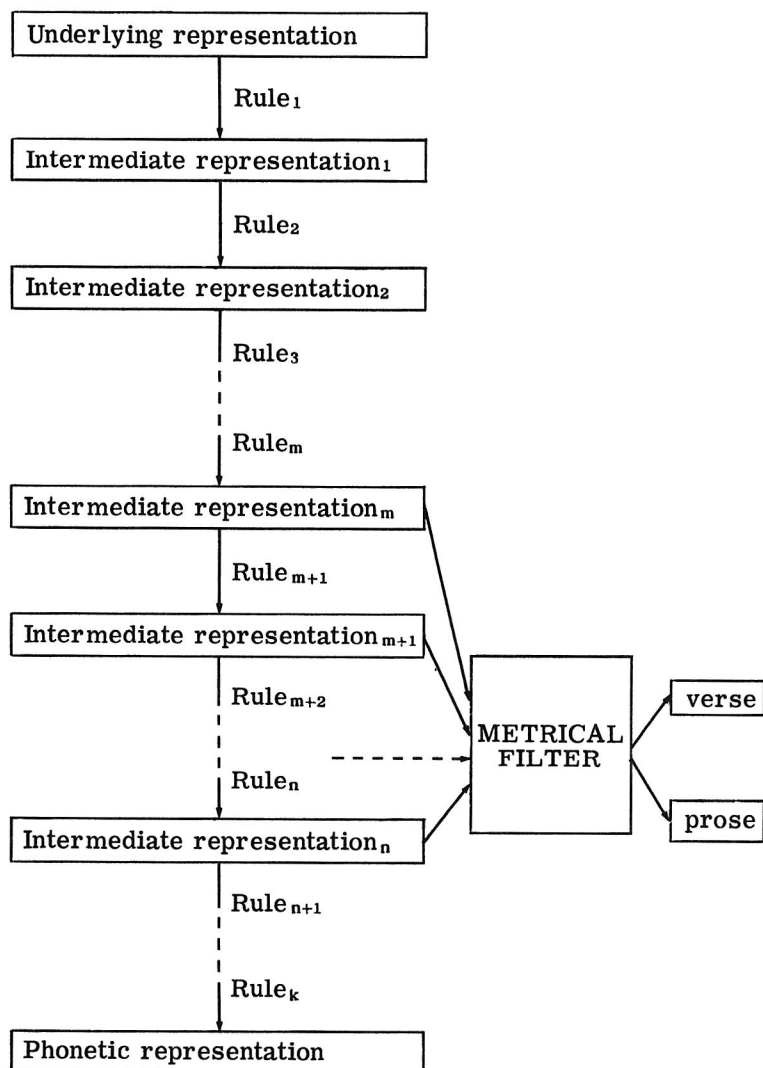 Underlying representation
Rule₁
Intermediate representation₁
Rule₂
Intermediate representation₂
Rule₃
Ruleₘ
Intermediate representationₘ
Ruleₘ₊₁
Intermediate representationₘ₊₁
Ruleₘ₊₂
METRICAL
FILTER
verse
prose
Ruleₙ
Intermediate representationₙ
Ruleₙ₊₁
Ruleₖ
Phonetic representation